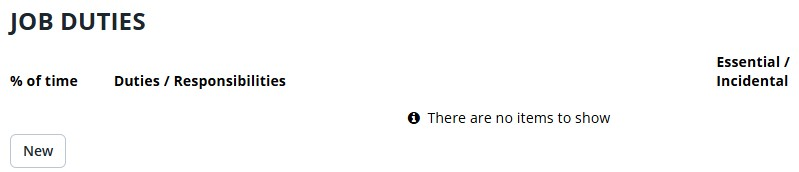 JOB DUTIES
% of time Duties / Responsibilities Essential /
Incidental
There are no items to show
New